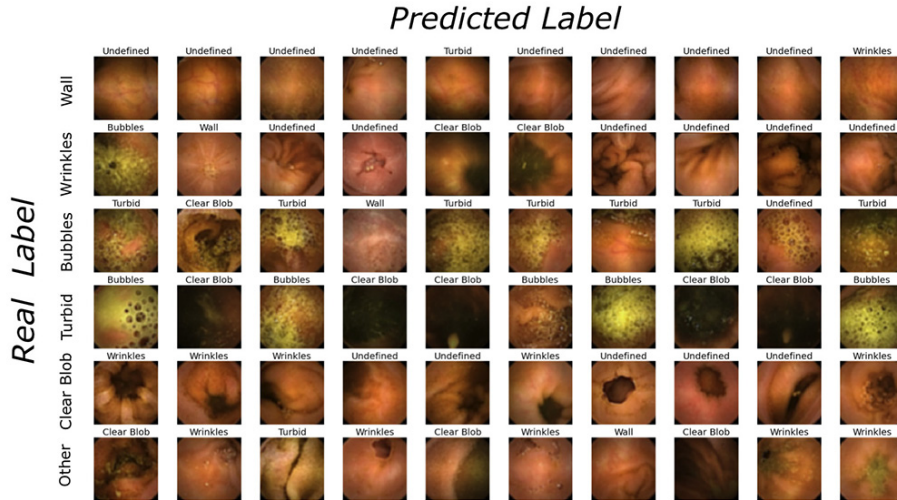 Predicted Label
Real Label
Undefined Undefined Undefined Undefined Turbid Undefined Undefined Undefined Undefined Wrinkles
Wall
Bubbles Wall Undefined Undefined Clear Blob Clear Blob Undefined Undefined Undefined Undefined
Wrinkles
Turbid Clear Blob Turbid Wall Turbid Turbid Turbid Turbid Undefined Turbid
Bubbles
Bubbles Clear Blob Bubbles Clear Blob Clear Blob Bubbles Bubbles Clear Blob Clear Blob Bubbles
Turbid
Wrinkles Wrinkles Wrinkles Undefined Undefined Wrinkles Undefined Undefined Undefined Wrinkles
Clear Blob
Clear Blob Wrinkles Turbid Wrinkles Clear Blob Wrinkles Wall Clear Blob Wrinkles Wrinkles
Other